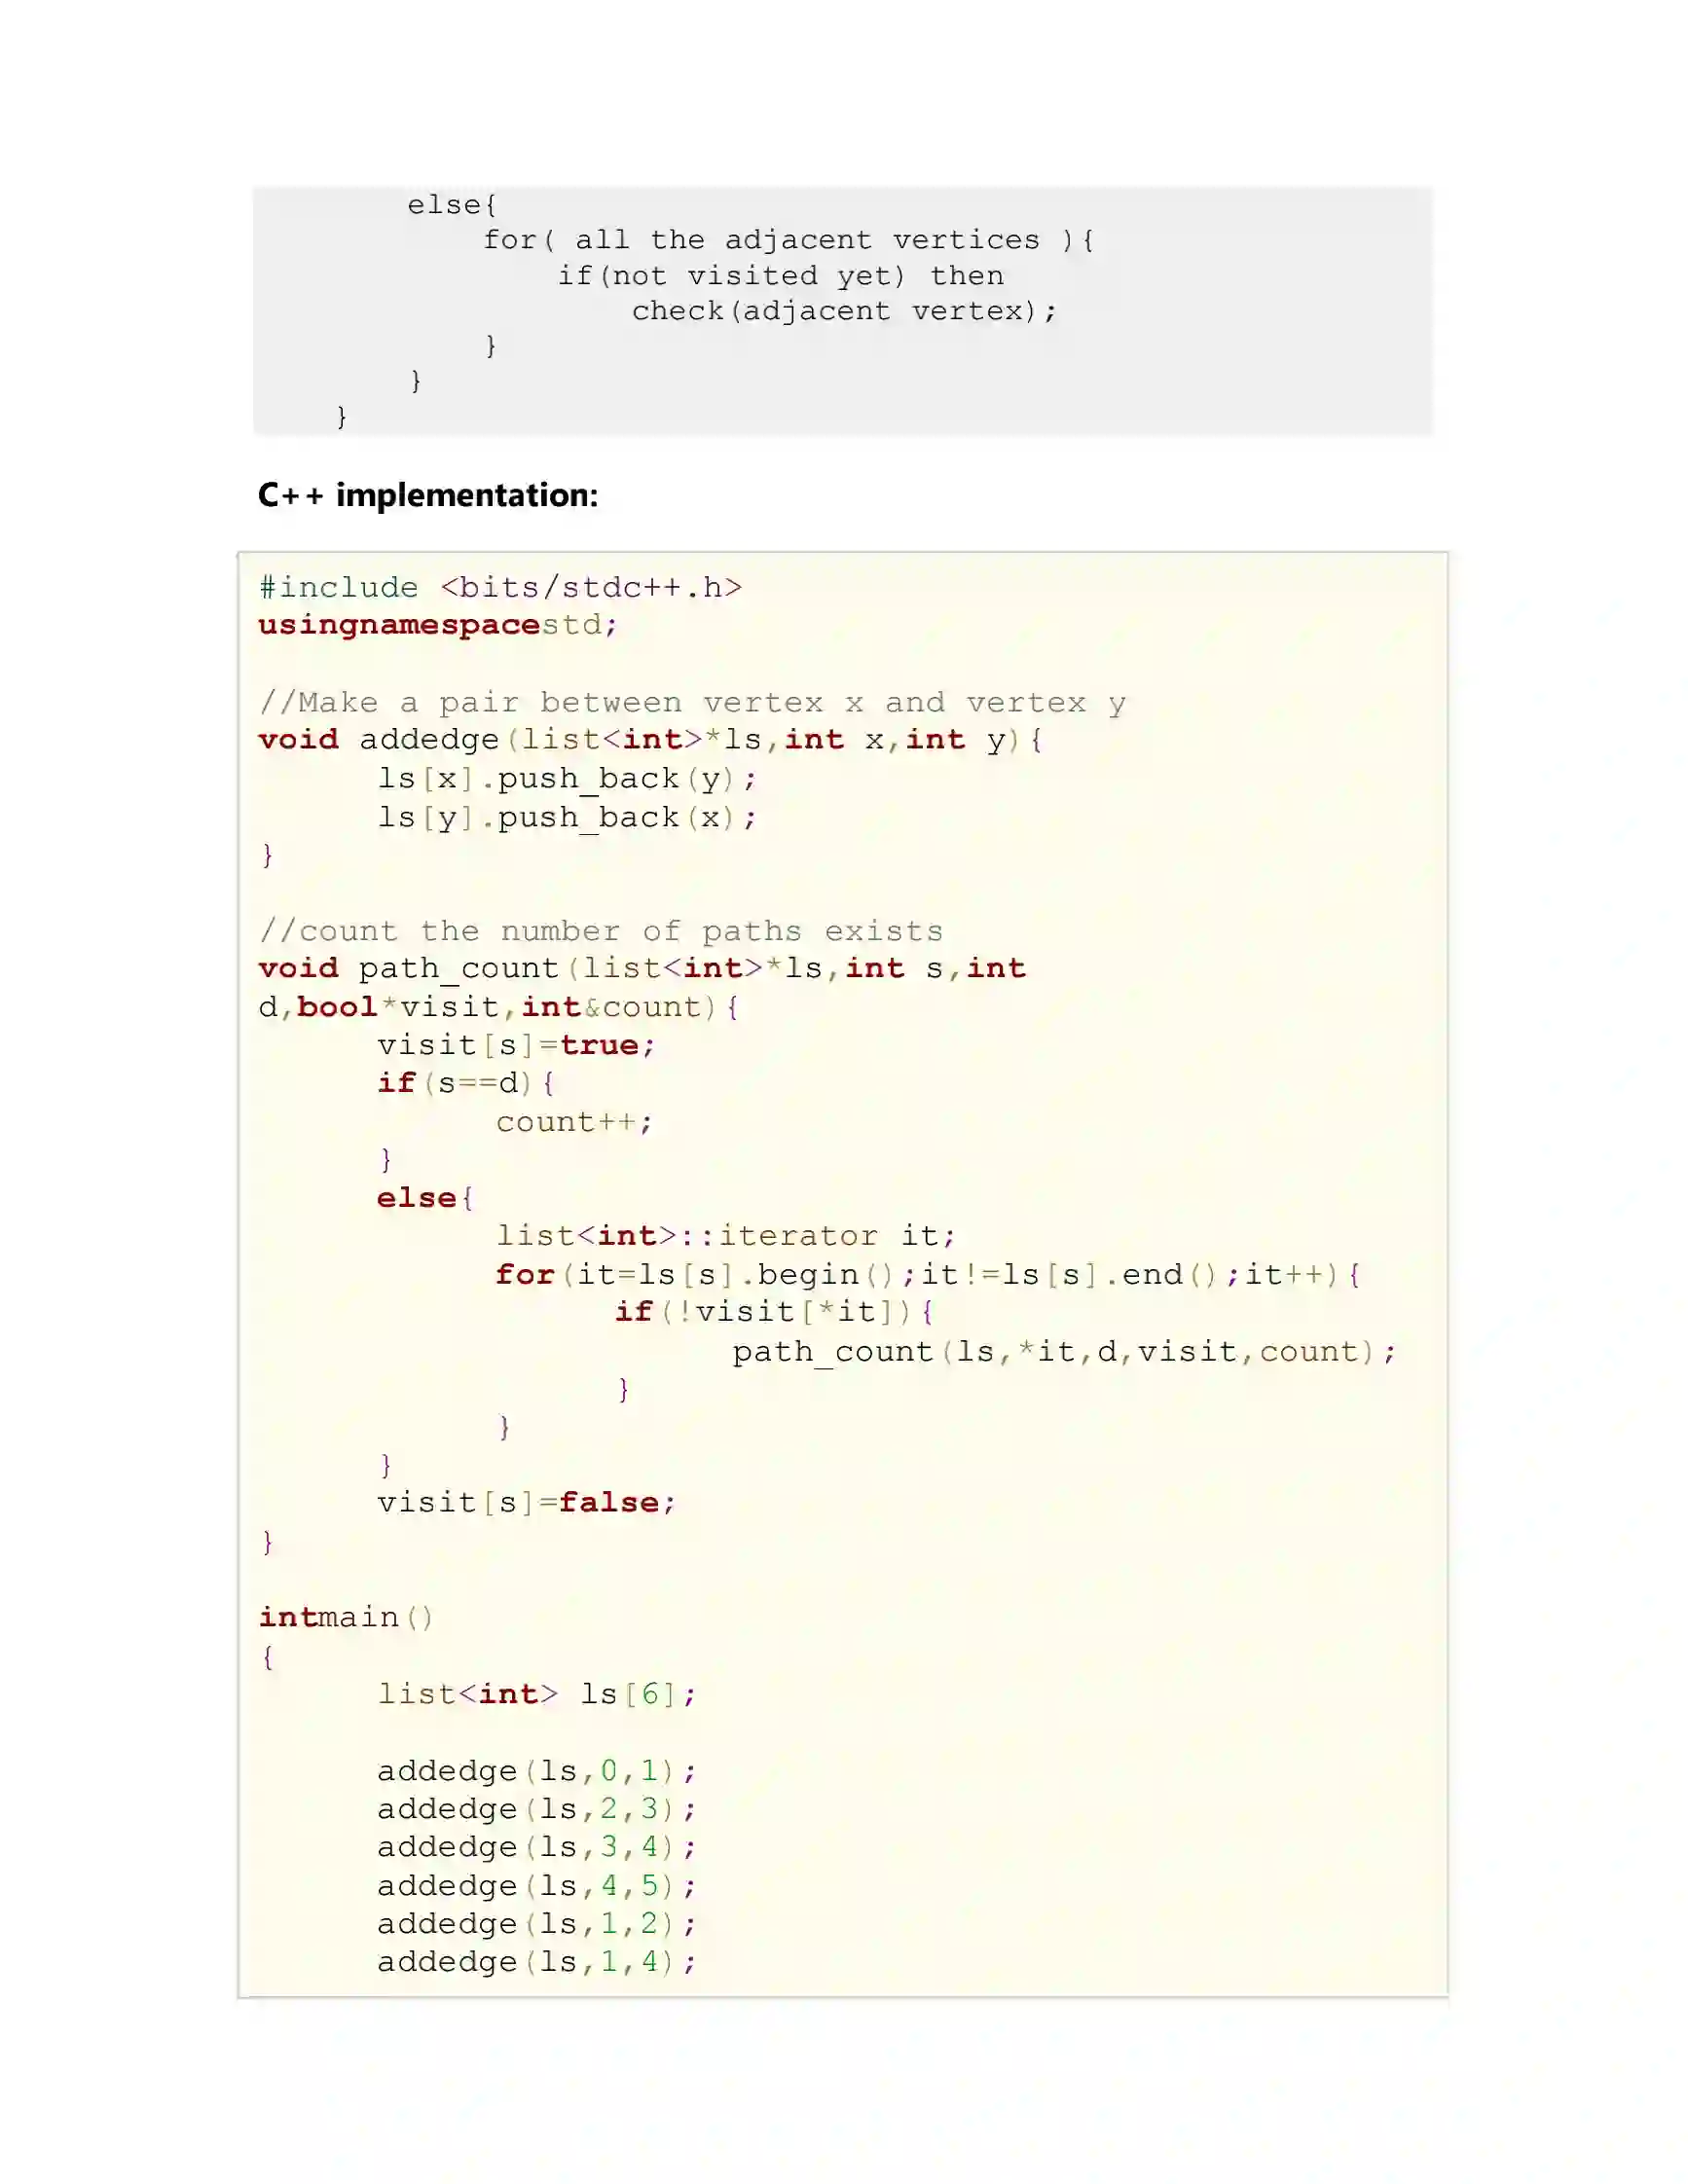 else{
for( all the adjacent vertices ){
if(not visited yet) then
check(adjacent vertex);
}
}
}
C++ implementation:
#include <bits/stdc++.h>
usingnamespacestd;
//Make a pair between vertex x and vertex y
void addedge(list<int>*ls,int x,int y){
ls[x].push_back(y);
ls[y].push_back(x);
}
//count the number of paths exists
void path_count(list<int>*ls,int s,int
d,bool*visit,int&count){
visit[s]=true;
if(s==d){
count++;
}
else{
list<int>::iterator it;
for(it=ls[s].begin();it!=ls[s].end();it++){
if(!visit[*it]){
path_count(ls,*it,d,visit,count);
}
}
}
visit[s]=false;
}
intmain()
{
list<int> ls[6];
addedge(ls,0,1);
addedge(ls,2,3);
addedge(ls,3,4);
addedge(ls,4,5);
addedge(ls,1,2);
addedge(ls,1,4);